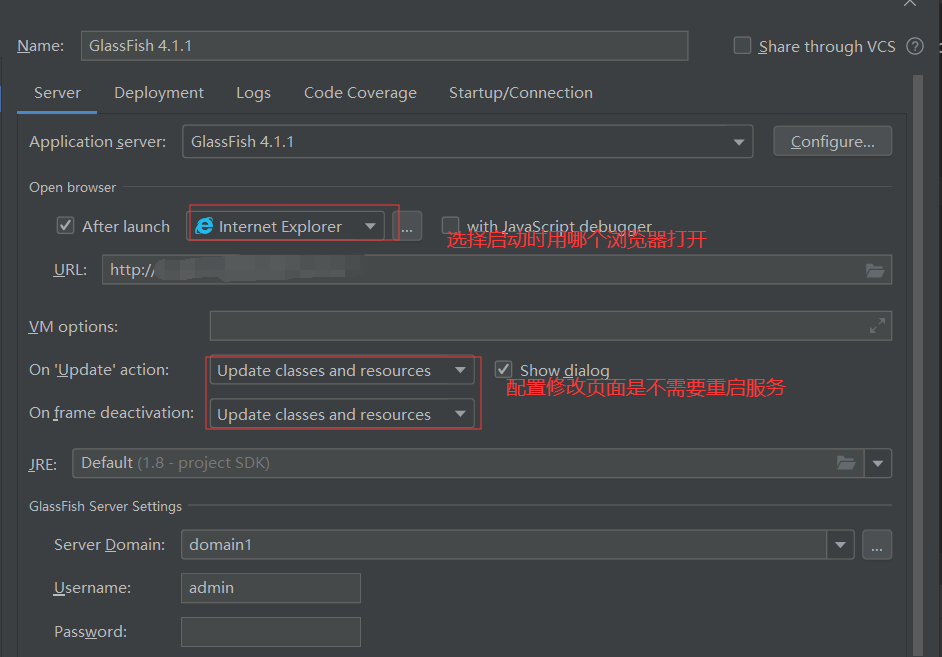 Name: GlassFish 4.1.1 Share through VCS ?
Server Deployment Logs Code Coverage Startup/Connection
Application server: GlassFish 4.1.1 Configure...
Open browser
After launch Internet Explorer ... with JavaScript debugger
选择启动时用哪个浏览器打开
URL: http://
VM options:
On 'Update' action: Update classes and resources Show dialog
配置修改页面是不需要重启服务
On frame deactivation: Update classes and resources
JRE: Default (1.8 - project SDK)
GlassFish Server Settings
Server Domain: domain1 ...
Username: admin
Password: